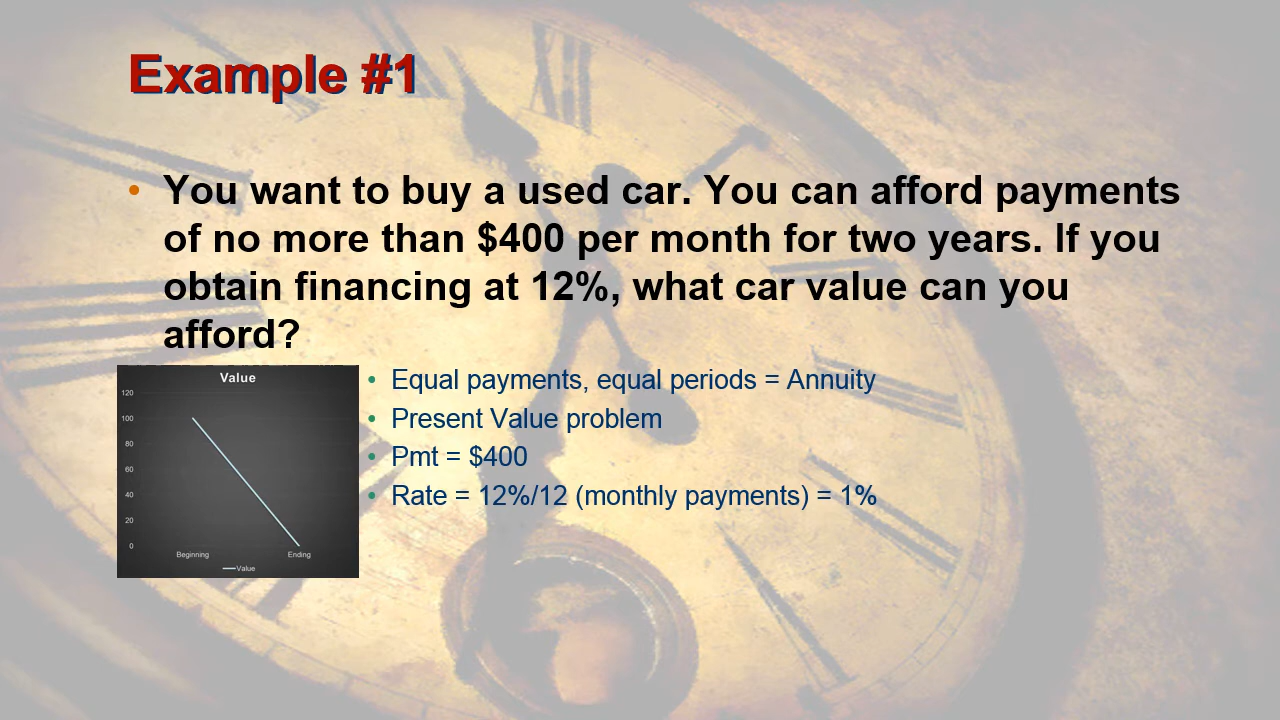 Example #1
• You want to buy a used car. You can afford payments
of no more than $400 per month for two years. If you
obtain financing at 12%, what car value can you
afford?
Value
120
100
80
60
40
20
0
Beginning Ending
Value
• Equal payments, equal periods = Annuity
• Present Value problem
• Pmt = $400
• Rate = 12%/12 (monthly payments) = 1%